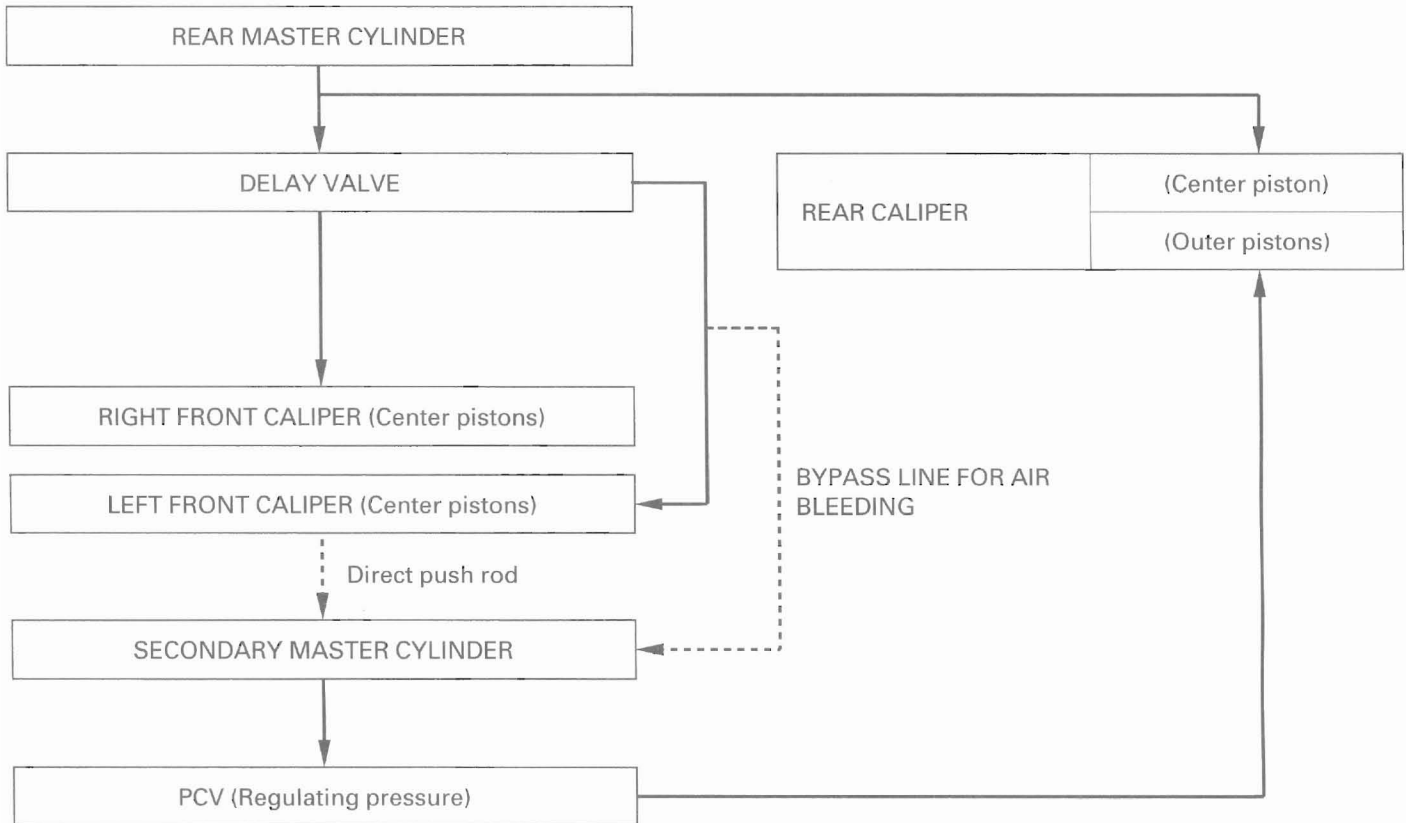 REAR MASTER CYLINDER
DELAY VALVE
REAR CALIPER
(Center piston)
(Outer pistons)
RIGHT FRONT CALIPER (Center pistons)
LEFT FRONT CALIPER (Center pistons)
BYPASS LINE FOR AIR
BLEEDING
Direct push rod
SECONDARY MASTER CYLINDER
PCV (Regulating pressure)